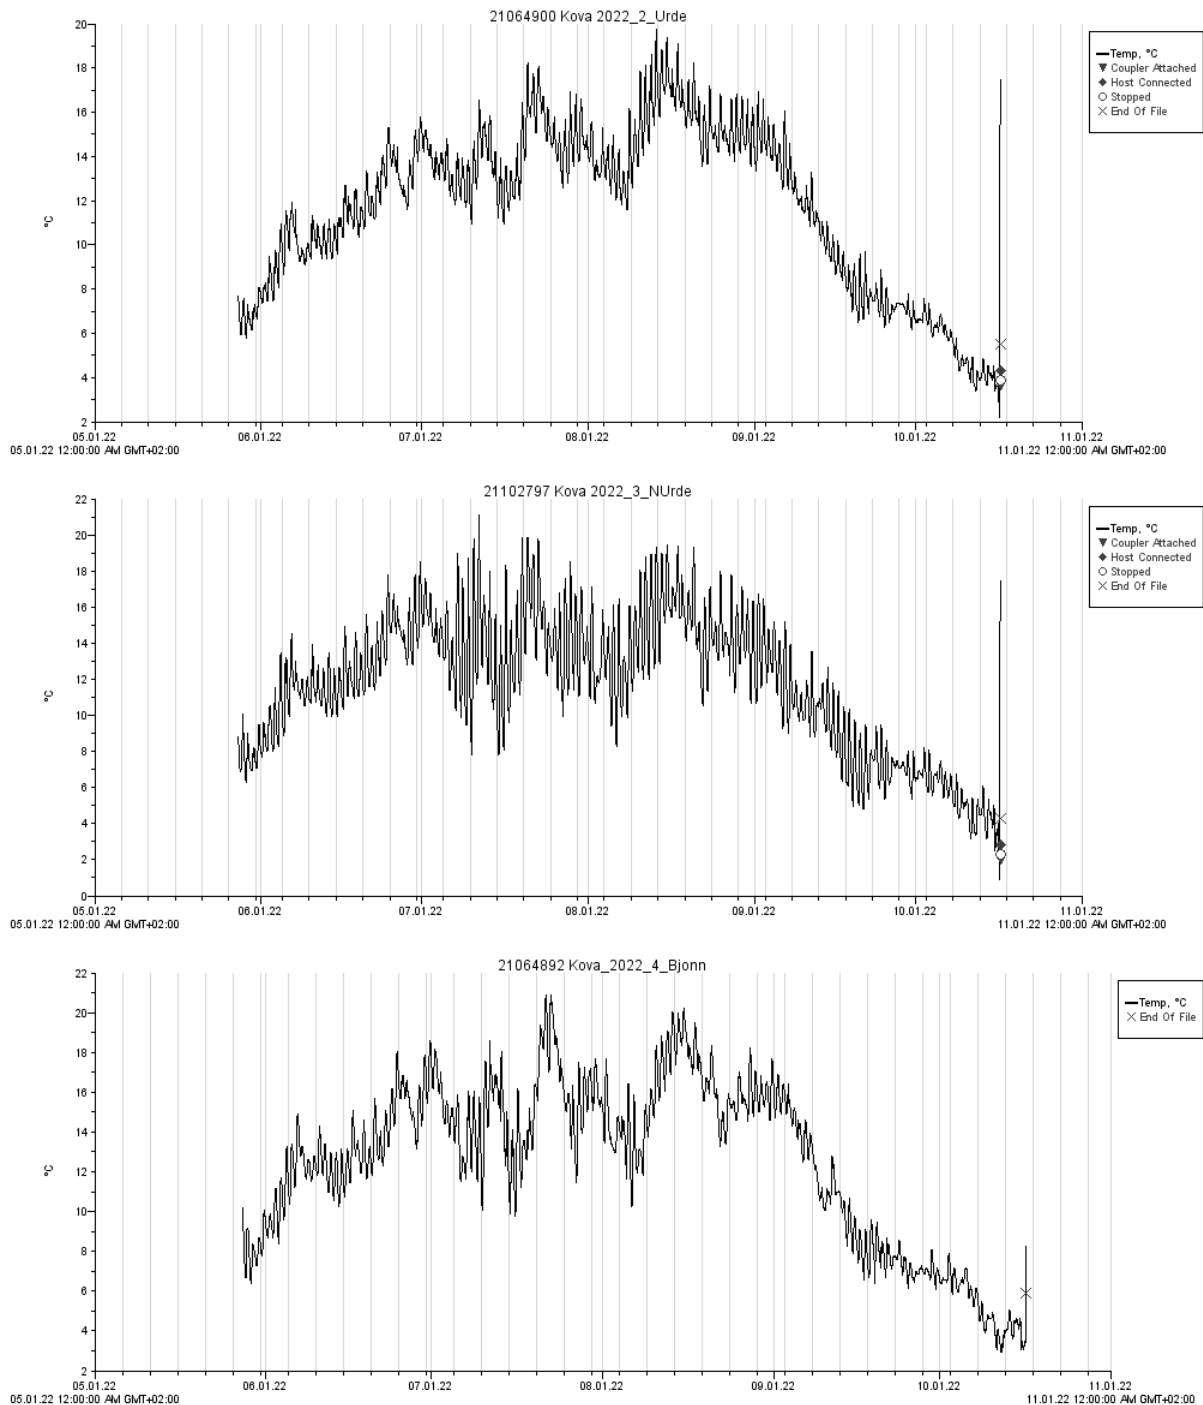 21064900 Kova 2022_2_Urde
20
18
16
14
12
10
8
6
4
2
°C
Temp, °C
Coupler Attached
Host Connected
Stopped
End Of File
05.01.22 06.01.22 07.01.22 08.01.22 09.01.22 10.01.22 11.01.22
05.01.22 12:00:00 AM GMT+02:00 11.01.22 12:00:00 AM GMT+02:00
21102797 Kova 2022_3_NUrde
22
20
18
16
14
12
10
8
6
4
2
0
°C
Temp, °C
Coupler Attached
Host Connected
Stopped
End Of File
05.01.22 06.01.22 07.01.22 08.01.22 09.01.22 10.01.22 11.01.22
05.01.22 12:00:00 AM GMT+02:00 11.01.22 12:00:00 AM GMT+02:00
21064892 Kova_2022_4_Bjonn
22
20
18
16
14
12
10
8
6
4
2
°C
Temp, °C
End Of File
05.01.22 06.01.22 07.01.22 08.01.22 09.01.22 10.01.22 11.01.22
05.01.22 12:00:00 AM GMT+02:00 11.01.22 12:00:00 AM GMT+02:00